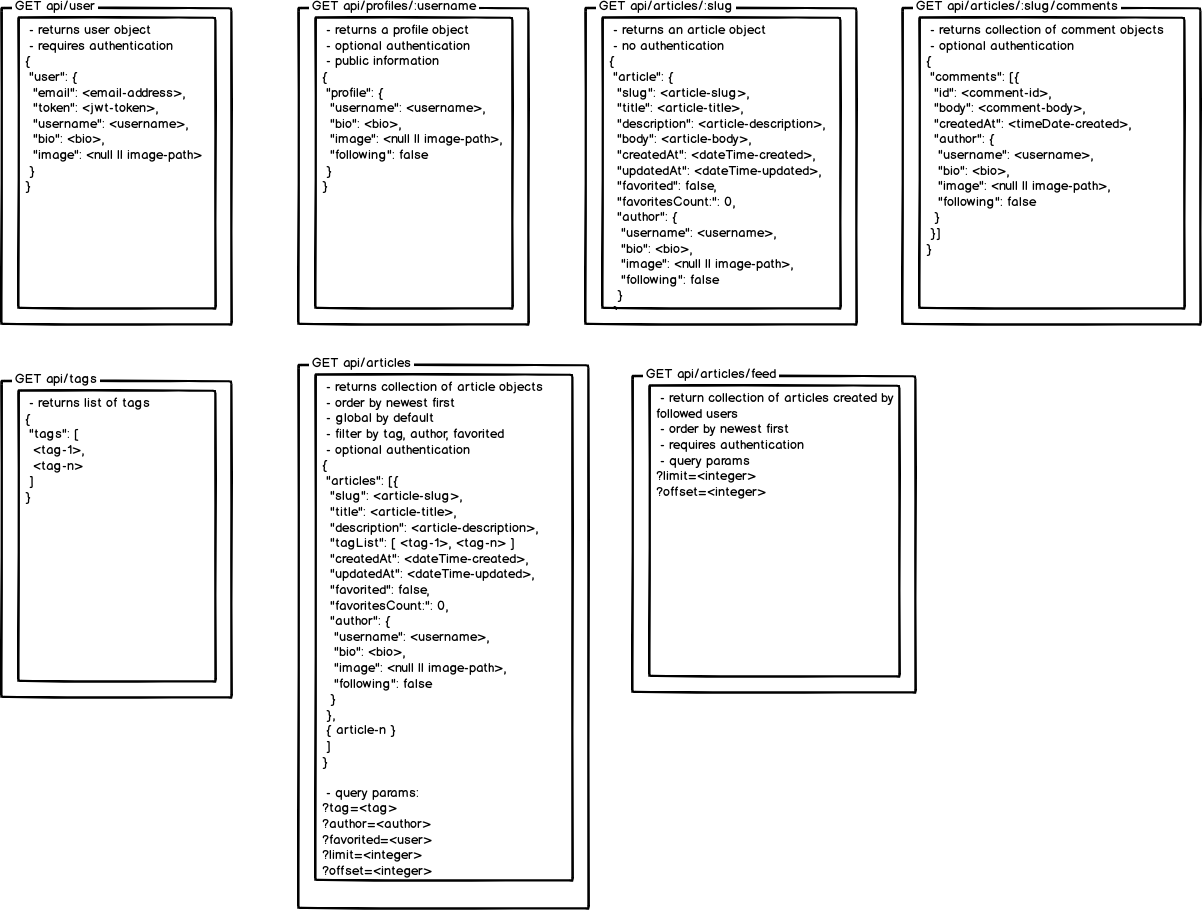 GET api/user
- returns user object
- requires authentication
{
"user": {
"email": <email-address>,
"token": <jwt-token>,
"username": <username>,
"bio": <bio>,
"image": <null || image-path>
}
}
GET api/profiles/:username
- returns a profile object
- optional authentication
- public information
{
"profile": {
"username": <username>,
"bio": <bio>,
"image": <null || image-path>,
"following": false
}
}
GET api/articles/:slug
- returns an article object
- no authentication
{
"article": {
"slug": <article-slug>,
"title": <article-title>,
"description": <article-description>,
"body": <article-body>,
"createdAt": <dateTime-created>,
"updatedAt": <dateTime-updated>,
"favorited": false,
"favoritesCount:": 0,
"author": {
"username": <username>,
"bio": <bio>,
"image": <null || image-path>,
"following": false
}
GET api/articles/:slug/comments
- returns collection of comment objects
- optional authentication
{
"comments": [{
"id": <comment-id>,
"body": <comment-body>,
"createdAt": <timeDate-created>,
"author": {
"username": <username>,
"bio": <bio>,
"image": <null || image-path>,
"following": false
}
}]
}
GET api/tags
- returns list of tags
{
"tags": [
<tag-1>,
<tag-n>
]
}
GET api/articles
- returns collection of article objects
- order by newest first
- global by default
- filter by tag, author, favorited
- optional authentication
{
"articles": [{
"slug": <article-slug>,
"title": <article-title>,
"description": <article-description>,
"tagList": [ <tag-1>, <tag-n> ]
"createdAt": <dateTime-created>,
"updatedAt": <dateTime-updated>,
"favorited": false,
"favoritesCount:": 0,
"author": {
"username": <username>,
"bio": <bio>,
"image": <null || image-path>,
"following": false
}
},
{ article-n }
]
}
- query params:
?tag=<tag>
?author=<author>
?favorited=<user>
?limit=<integer>
?offset=<integer>
GET api/articles/feed
- return collection of articles created by
followed users
- order by newest first
- requires authentication
- query params
?limit=<integer>
?offset=<integer>